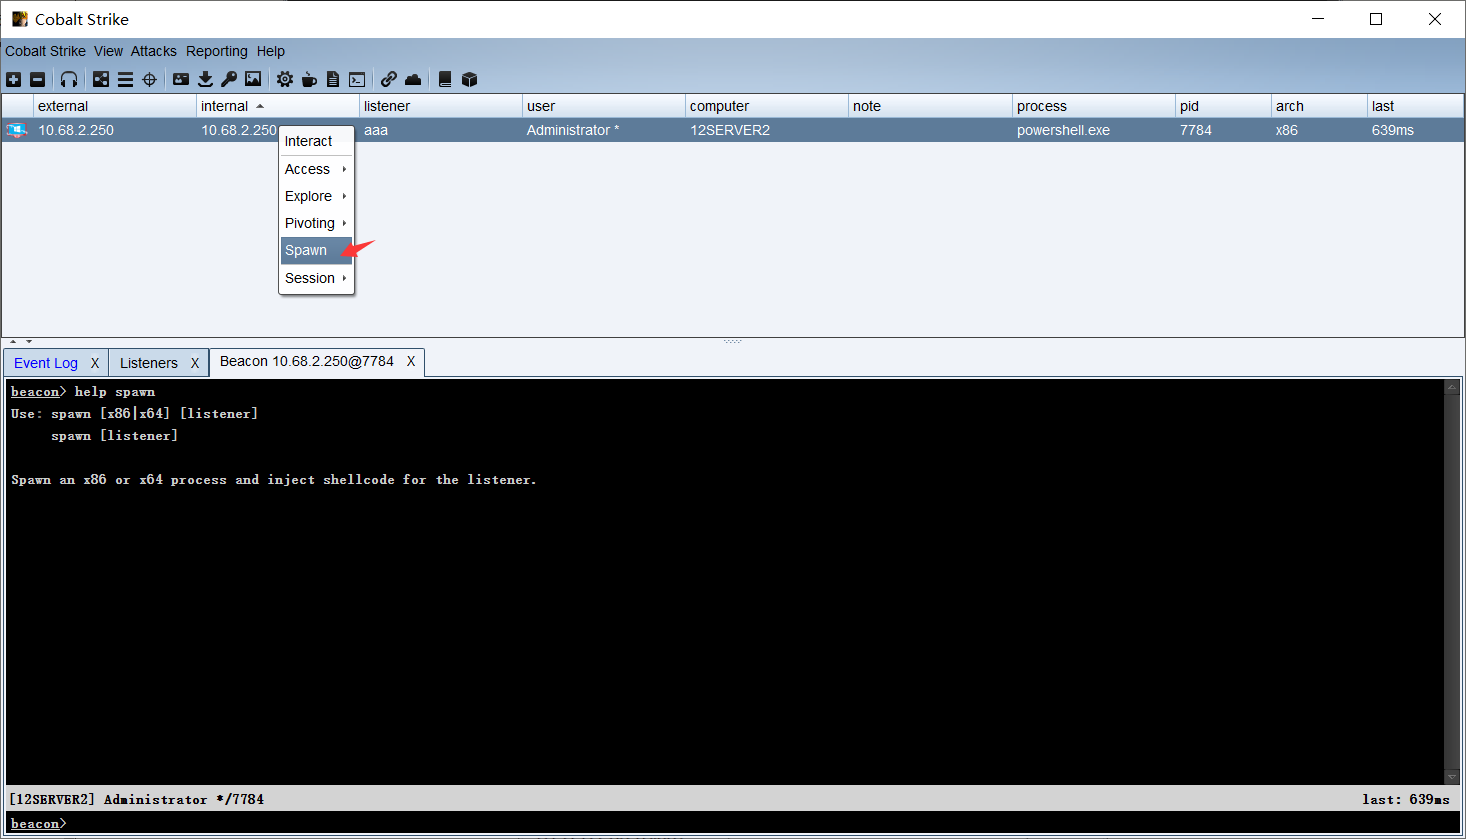 Cobalt Strike
Cobalt Strike View Attacks Reporting Help
external internal listener user computer note process pid arch last
10.68.2.250 10.68.2.250 aaa Administrator * 12SERVER2 powershell.exe 7784 x86 639ms
Interact
Access
Explore
Pivoting
Spawn
Session
Event Log X Listeners X Beacon 10.68.2.250@7784 X
beacon> help spawn
Use: spawn [x86|x64] [listener]
spawn [listener]
Spawn an x86 or x64 process and inject shellcode for the listener.
[12SERVER2] Administrator */7784 last: 639ms
beacon>